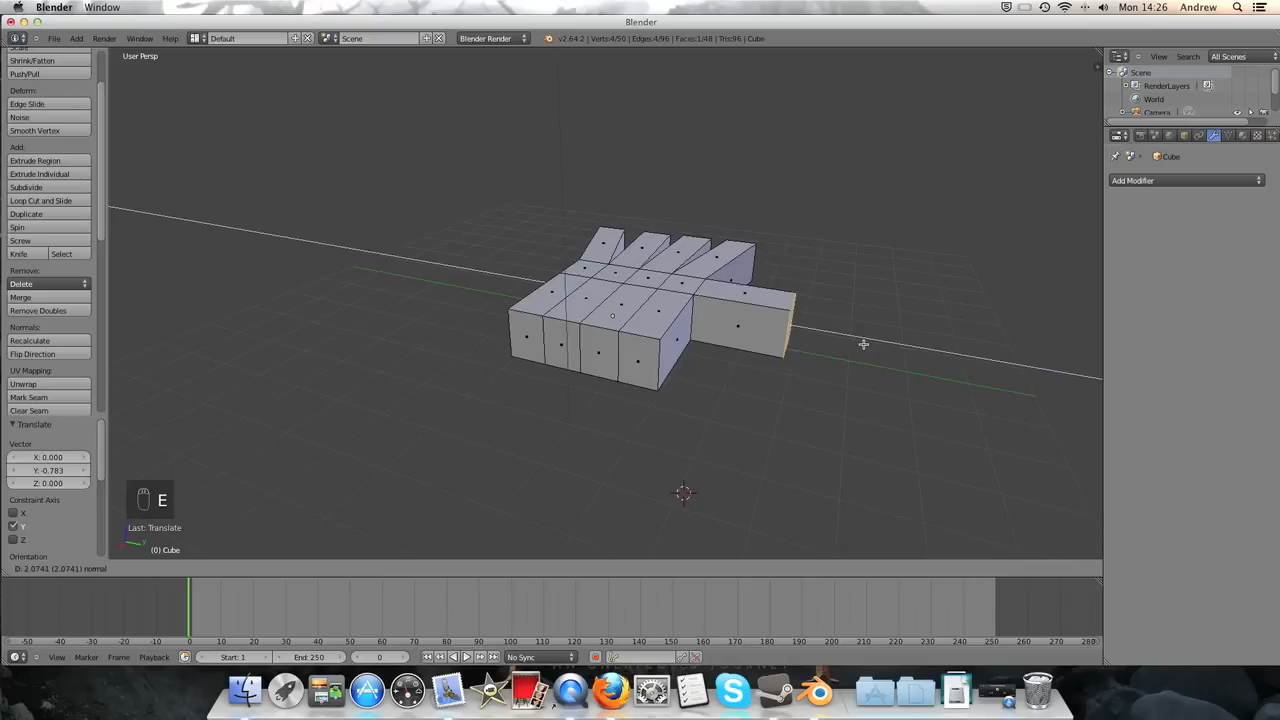 Blender Window
Mon 14:26 Andrew
Blender
File Add Render Window Help Default Scene Blender Render v2.64.2 | Verts:4/50 | Edges:4/96 | Faces:1/48 | Tris:96 | Cube View Search All Scenes
User Persp
Shrink/Fatten
Push/Pull
Deform:
Edge Slide
Noise
Smooth Vertex
Add:
Extrude Region
Extrude Individual
Subdivide
Loop Cut and Slide
Duplicate
Spin
Screw
Knife Select
Remove:
Delete
Merge
Remove Doubles
Normals:
Recalculate
Flip Direction
UV Mapping:
Unwrap
Mark Seam
Clear Seam
Translate
Vector
X: 0.000
Y: -0.783
Z: 0.000
Constraint Axis
X
Y
Z
Orientation
E
Last: Translate
(0) Cube
D: 2.0741 (2.0741) normal
Scene
RenderLayers
World
Camera
Cube
Add Modifier
-50 -40 -30 -20 -10 0 10 20 30 40 50 60 70 80 90 100 110 120 130 140 150 160 170 180 190 200 210 220 230 240 250 260 270 280
View Marker Frame Playback Start: 1 End: 250 0 No Sync